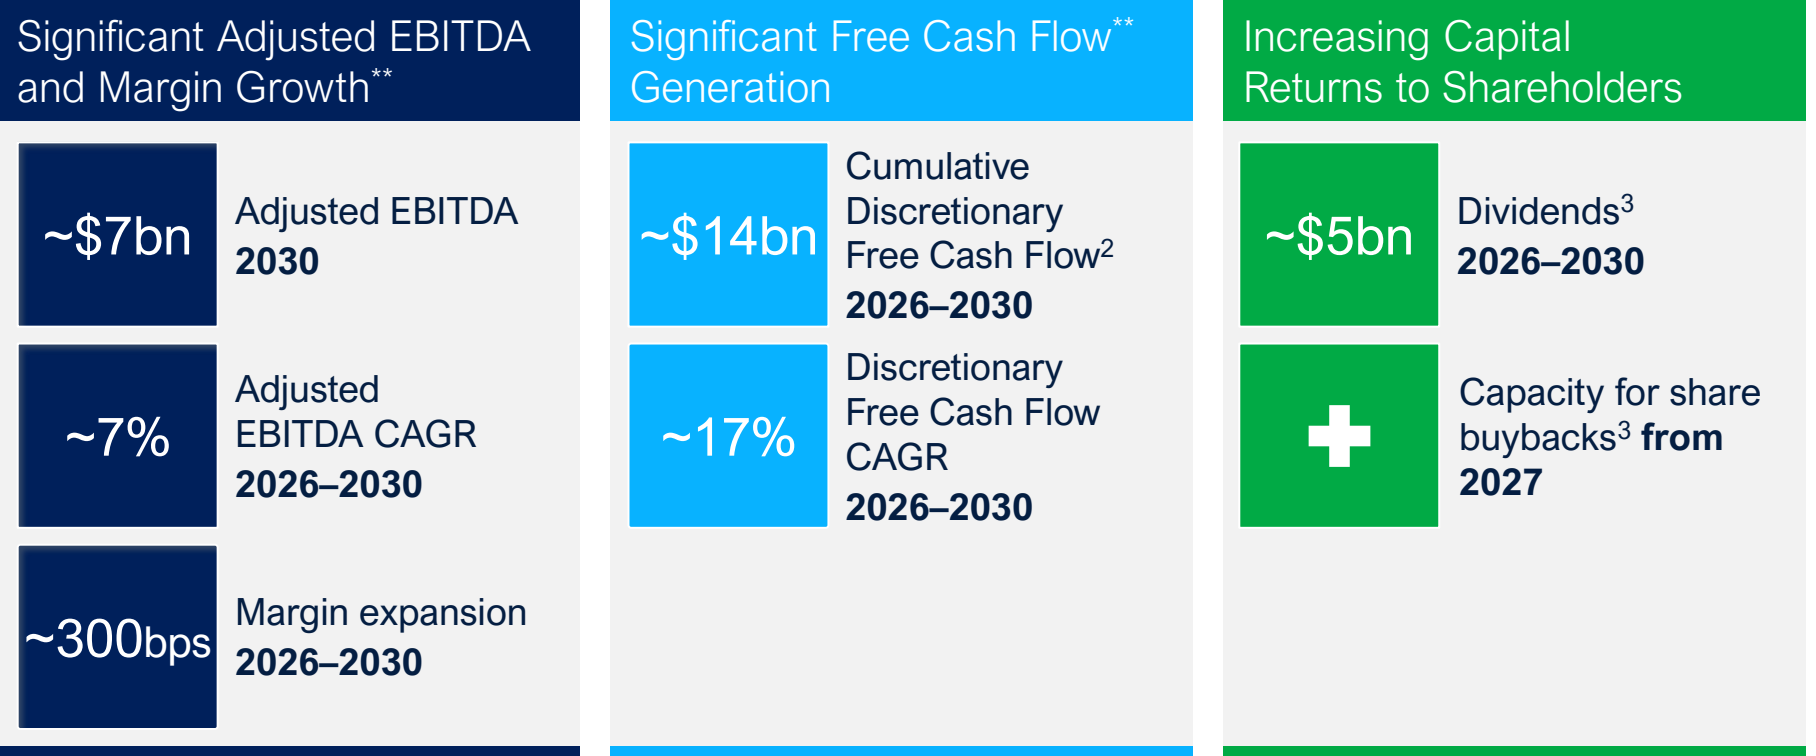 Significant Adjusted EBITDA
and Margin Growth**
~$7bn
Adjusted EBITDA
2030
~7%
Adjusted
EBITDA CAGR
2026–2030
~300bps
Margin expansion
2026–2030
Significant Free Cash Flow**
Generation
~$14bn
Cumulative
Discretionary
Free Cash Flow²
2026–2030
~17%
Discretionary
Free Cash Flow
CAGR
2026–2030
Increasing Capital
Returns to Shareholders
~$5bn
Dividends³
2026–2030
Capacity for share
buybacks³ from
2027